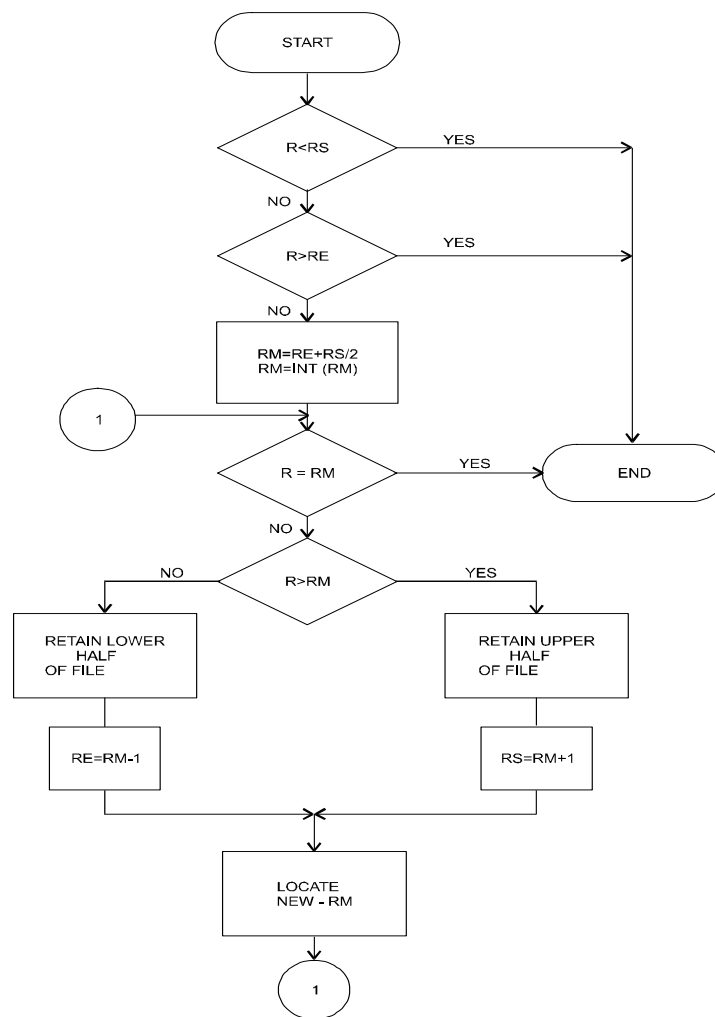 START
R<RS
YES
NO
R>RE
YES
NO
RM=RE+RS/2
RM=INT (RM)
1
R = RM
YES
END
NO
R>RM
NO
YES
RETAIN LOWER
HALF
OF FILE
RETAIN UPPER
HALF
OF FILE
RE=RM-1
RS=RM+1
LOCATE
NEW - RM
1